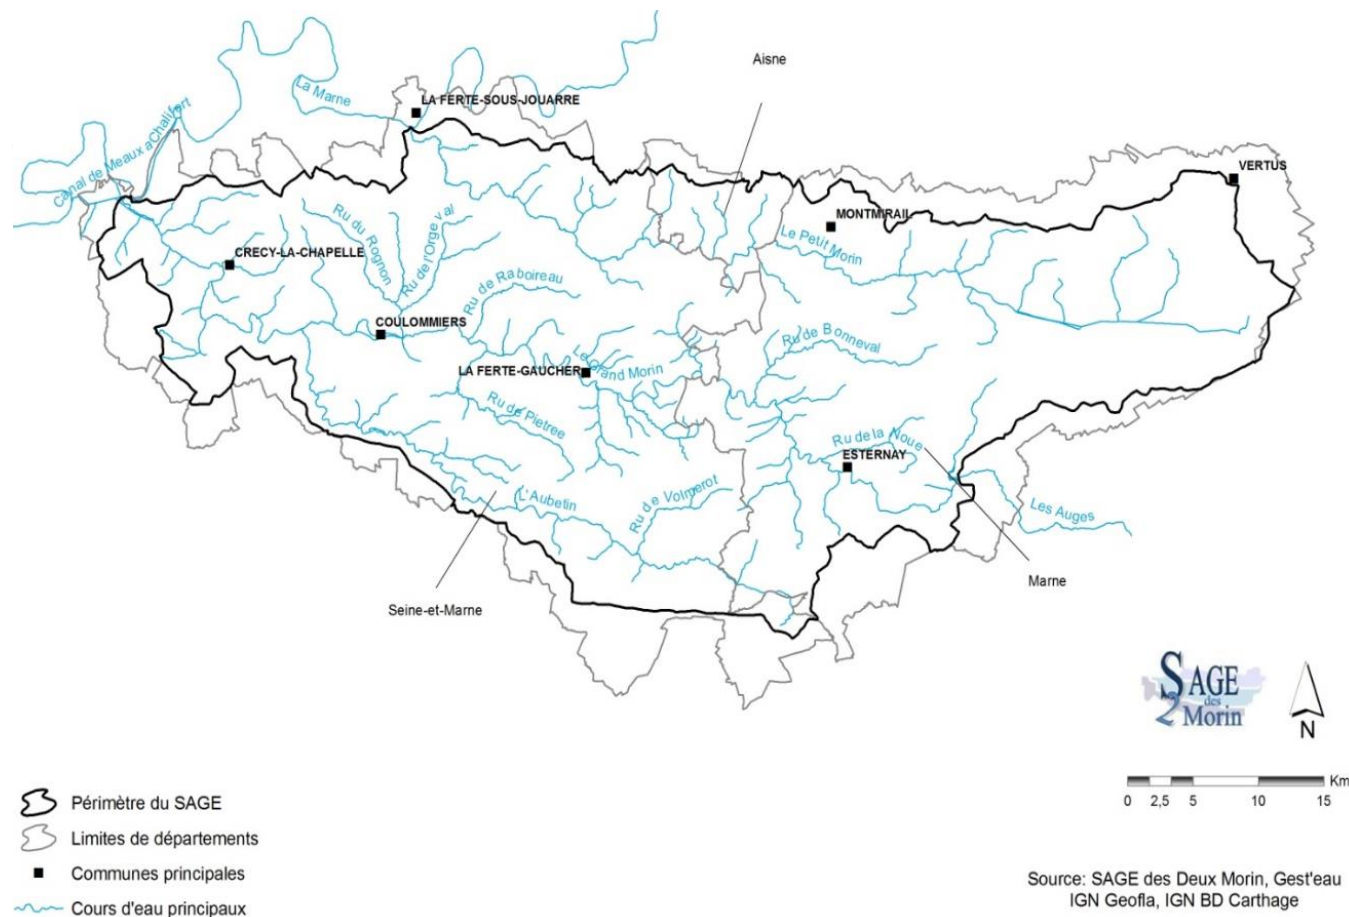 Aisne
La Marne
LA FERTE-SOUS-JOUARRE
Canal de Meaux a Chalifert
VERTUS
MONTMIRAIL
Le Petit Morin
Ru du Rognon
Ru de l'Orgeval
CRECY-LA-CHAPELLE
Ru de Raboireau
COULOMMIERS
Ru de Bonneval
Le Grand Morin
LA FERTE-GAUCHER
Ru de Pietree
Ru de la Noue
ESTERNAY
L'Aubetin
Ru de Volmerot
Les Auges
Marne
Seine-et-Marne
SAGE
des
2 Morin
N
Km
0 2,5 5 10 15
Périmètre du SAGE
Limites de départements
Communes principales
Cours d'eau principaux
Source: SAGE des Deux Morin, Gest'eau
IGN Geofla, IGN BD Carthage